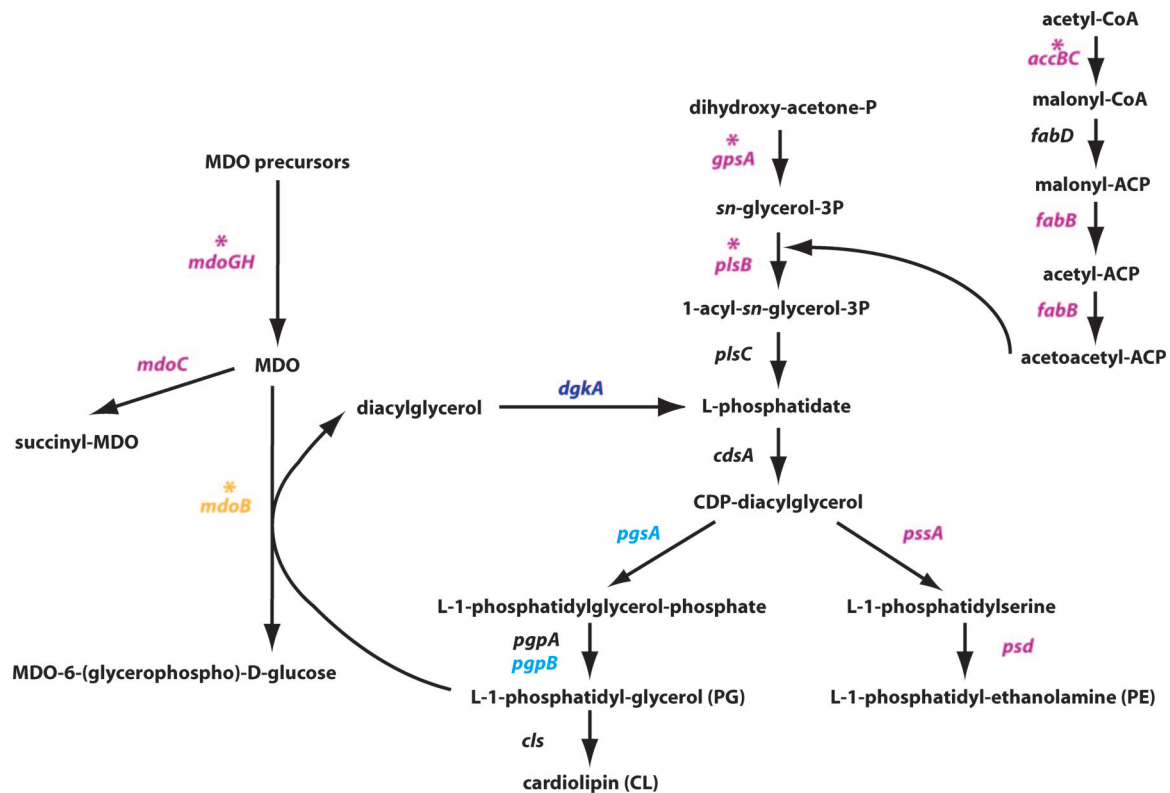 acetyl-CoA
*
accBC
malonyl-CoA
dihydroxy-acetone-P
fabD
*
gpsA
MDO precursors
malonyl-ACP
sn-glycerol-3P
fabB
*
mdoGH
*
plsB
acetyl-ACP
1-acyl-sn-glycerol-3P
fabB
mdoC
MDO
plsC
acetoacetyl-ACP
dgkA
diacylglycerol
L-phosphatidate
succinyl-MDO
cdsA
*
mdoB
CDP-diacylglycerol
pgsA
pssA
L-1-phosphatidylglycerol-phosphate
L-1-phosphatidylserine
pgpA
pgpB
psd
MDO-6-(glycerophospho)-D-glucose
L-1-phosphatidyl-glycerol (PG)
L-1-phosphatidyl-ethanolamine (PE)
cls
cardiolipin (CL)